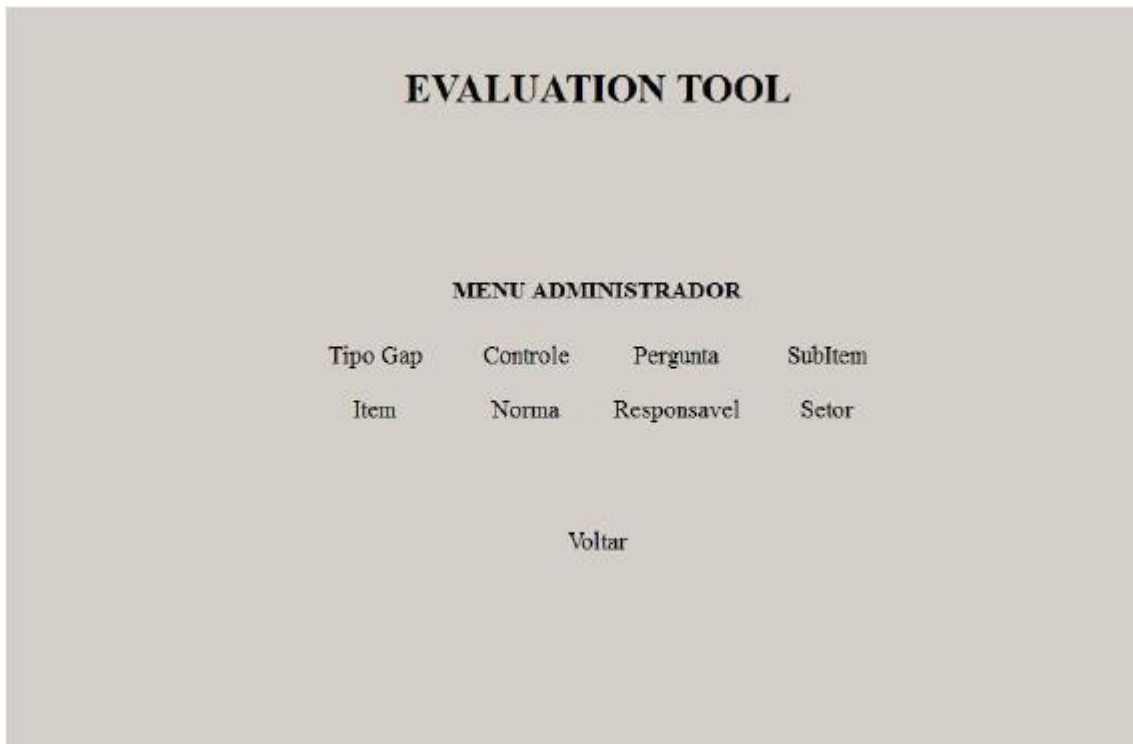 EVALUATION TOOL
MENU ADMINISTRADOR
Tipo Gap Controle Pergunta SubItem
Item Norma Responsavel Setor
Voltar